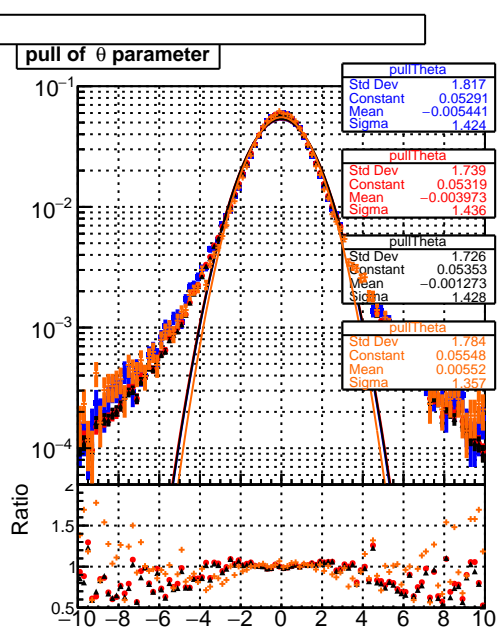 pull of θ parameter
pullTheta
Std Dev 1.817
Constant 0.05291
Mean −0.005441
Sigma 1.424
pullTheta
Std Dev 1.739
Constant 0.05319
Mean −0.003973
Sigma 1.436
pullTheta
Std Dev 1.726
Constant 0.05353
Mean −0.001273
Sigma 1.428
pullTheta
Std Dev 1.784
Constant 0.05548
Mean 0.00552
Sigma 1.357
10⁻¹
10⁻²
10⁻³
10⁻⁴
Ratio
2
1.5
1
0.5
−10 −8 −6 −4 −2 0 2 4 6 8 10